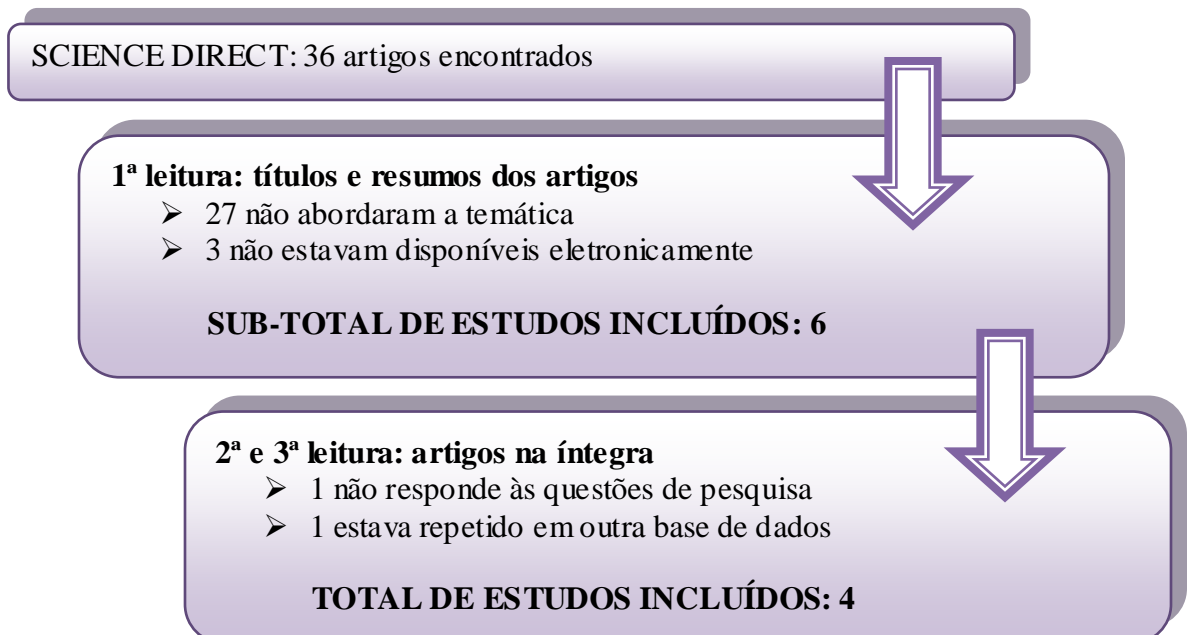 SCIENCE DIRECT: 36 artigos encontrados
1ª leitura: títulos e resumos dos artigos
➢ 27 não abordaram a temática
➢ 3 não estavam disponíveis eletronicamente
SUB-TOTAL DE ESTUDOS INCLUÍDOS: 6
2ª e 3ª leitura: artigos na íntegra
➢ 1 não responde às questões de pesquisa
➢ 1 estava repetido em outra base de dados
TOTAL DE ESTUDOS INCLUÍDOS: 4